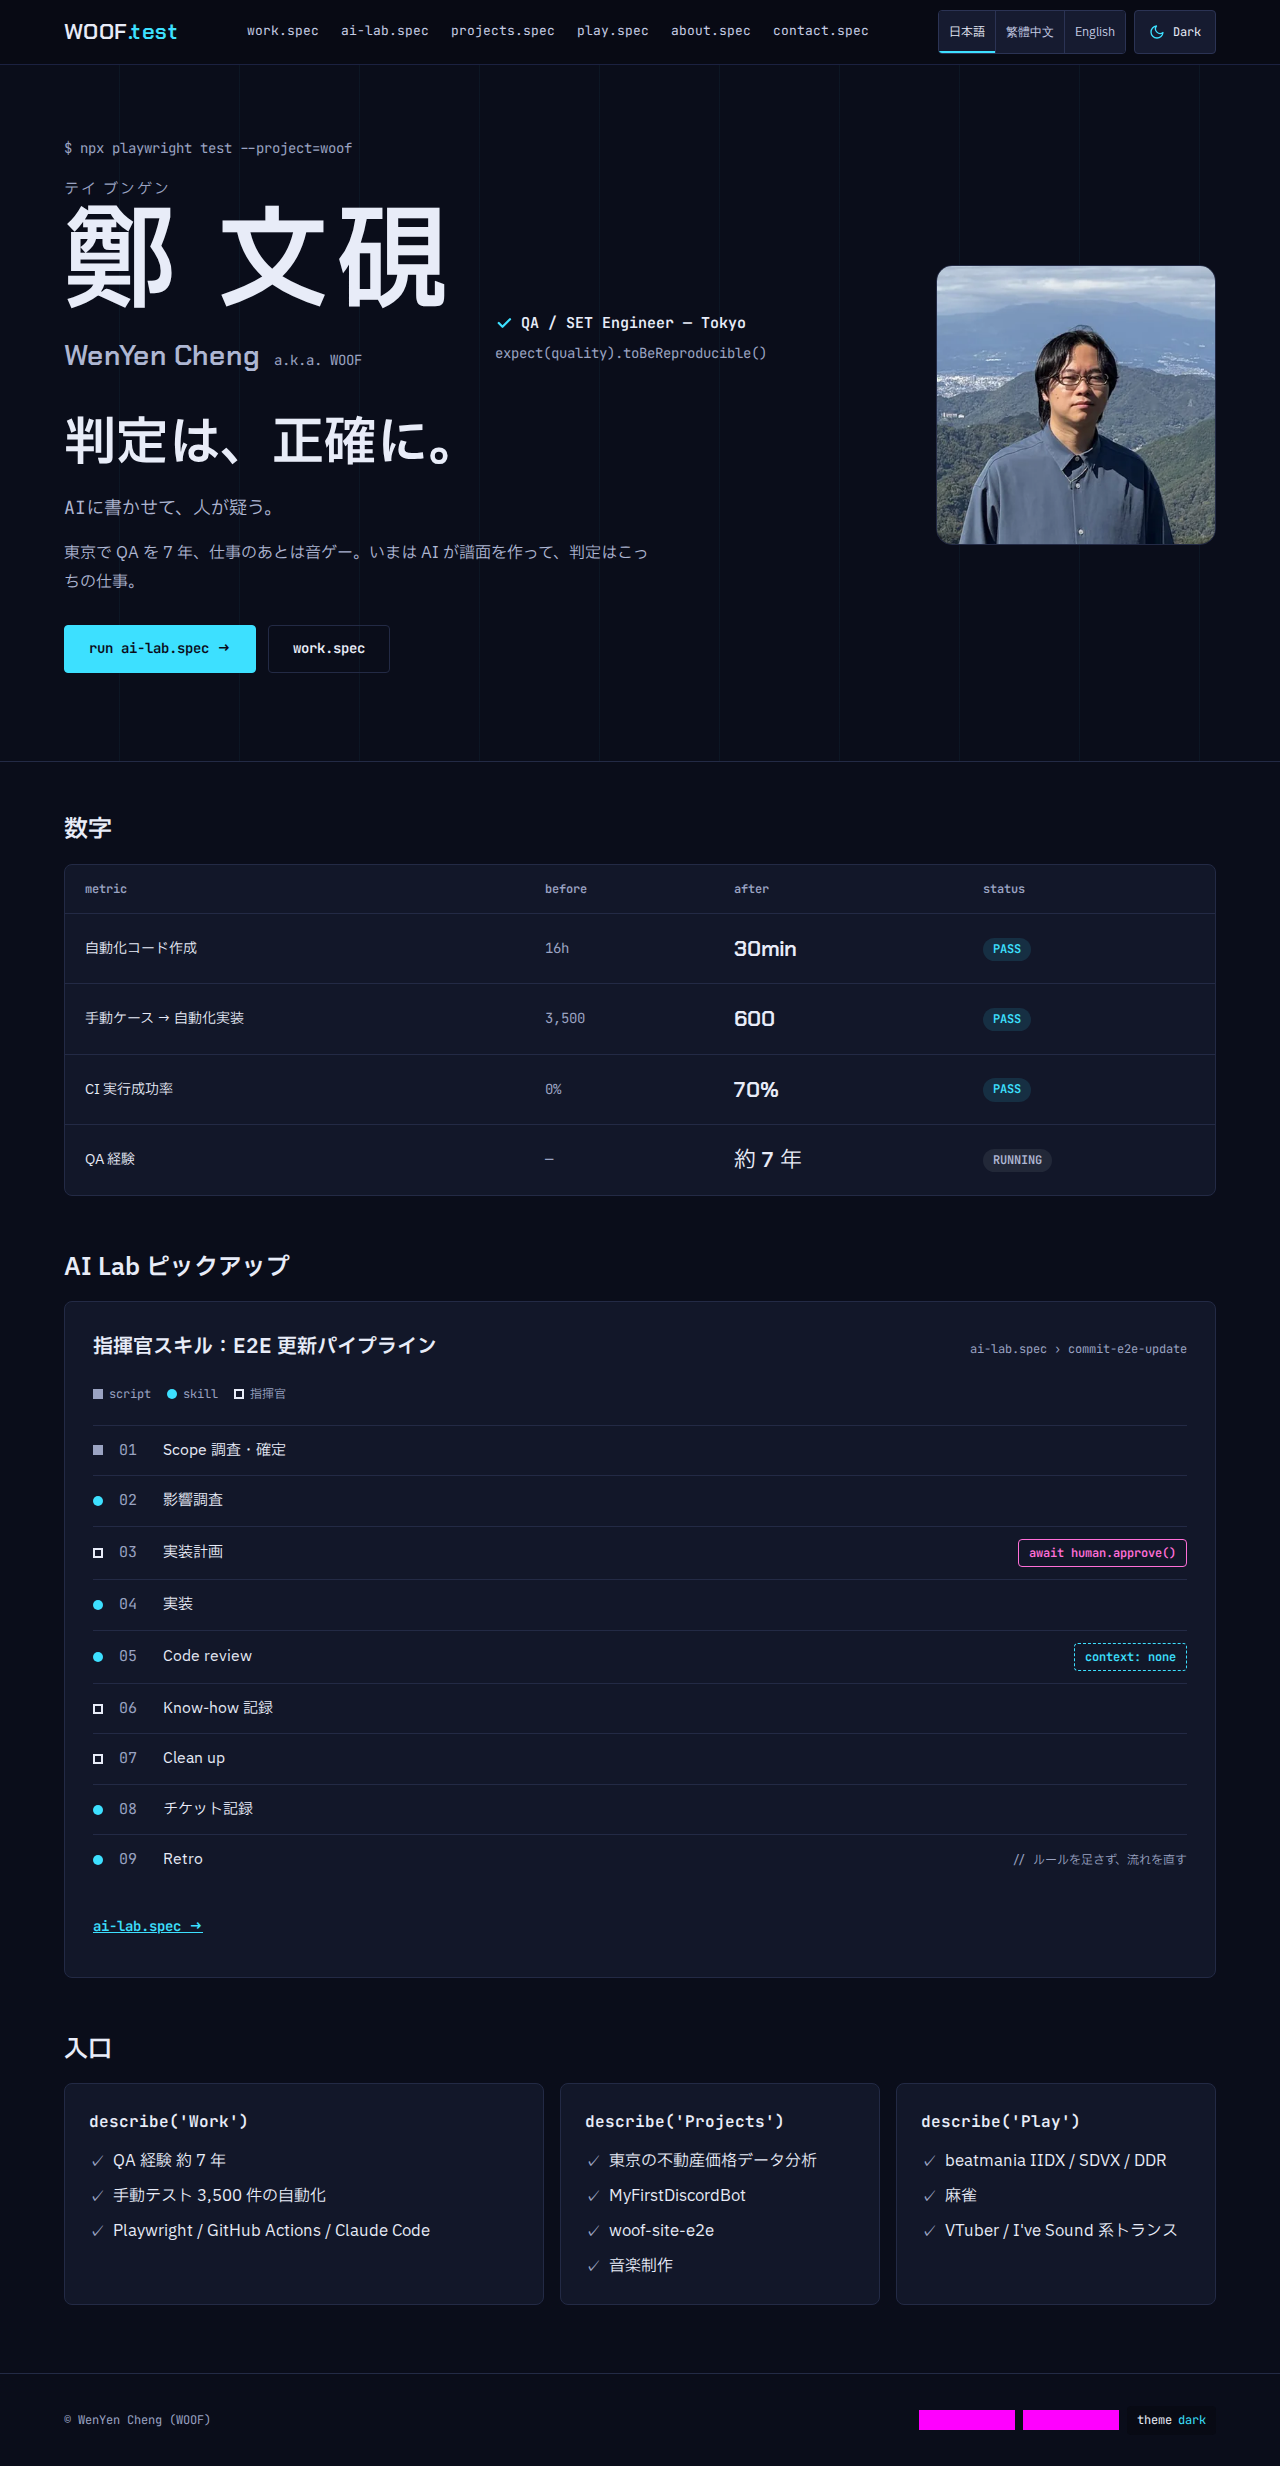 WOOF.test
work.spec ai-lab.spec projects.spec play.spec about.spec contact.spec
日本語 繁體中文 English Dark
$ npx playwright test --project=woof
テイ ブンゲン
鄭 文硯
WenYen Cheng a.k.a. WOOF
✓ QA / SET Engineer — Tokyo
expect(quality).toBeReproducible()
判定は、正確に。
AIに書かせて、人が疑う。
東京で QA を 7 年、仕事のあとは音ゲー。いまは AI が譜面を作って、判定はこっ
ちの仕事。
run ai-lab.spec → work.spec
数字
metric before after status
自動化コード作成 16h 30min PASS
手動ケース → 自動化実装 3,500 600 PASS
CI 実行成功率 0% 70% PASS
QA 経験 — 約 7 年 RUNNING
AI Lab ピックアップ
指揮官スキル：E2E 更新パイプライン ai-lab.spec › commit-e2e-update
script skill 指揮官
01 Scope 調査・確定
02 影響調査
03 実装計画 await human.approve()
04 実装
05 Code review context: none
06 Know-how 記録
07 Clean up
08 チケット記録
09 Retro // ルールを足さず、流れを直す
ai-lab.spec →
入口
describe('Work')
✓ QA 経験 約 7 年
✓ 手動テスト 3,500 件の自動化
✓ Playwright / GitHub Actions / Claude Code
describe('Projects')
✓ 東京の不動産価格データ分析
✓ MyFirstDiscordBot
✓ woof-site-e2e
✓ 音楽制作
describe('Play')
✓ beatmania IIDX / SDVX / DDR
✓ 麻雀
✓ VTuber / I've Sound 系トランス
© WenYen Cheng (WOOF)
theme dark